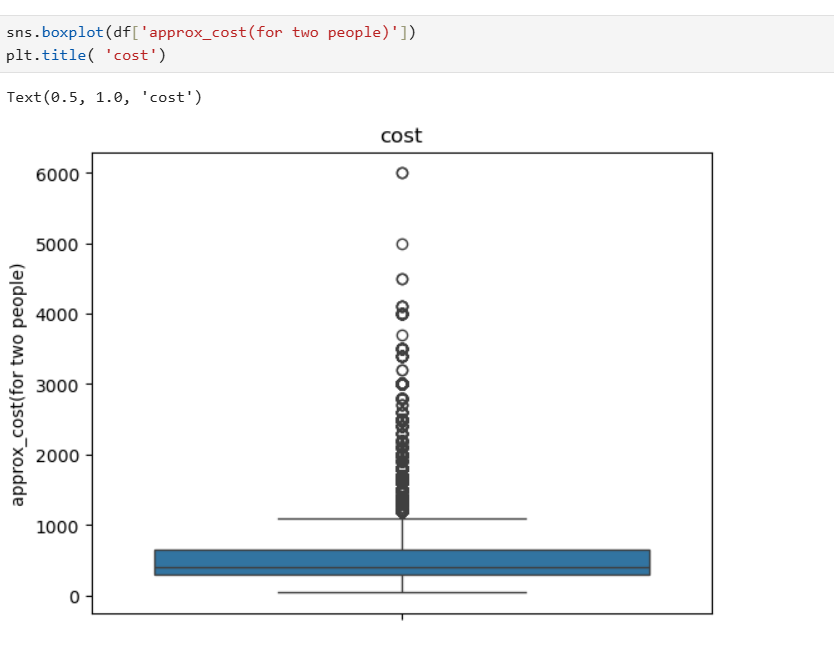 sns.boxplot(df['approx_cost(for two people)'])
plt.title( 'cost')
Text(0.5, 1.0, 'cost')
cost
6000
5000
4000
3000
2000
1000
0
approx_cost(for two people)